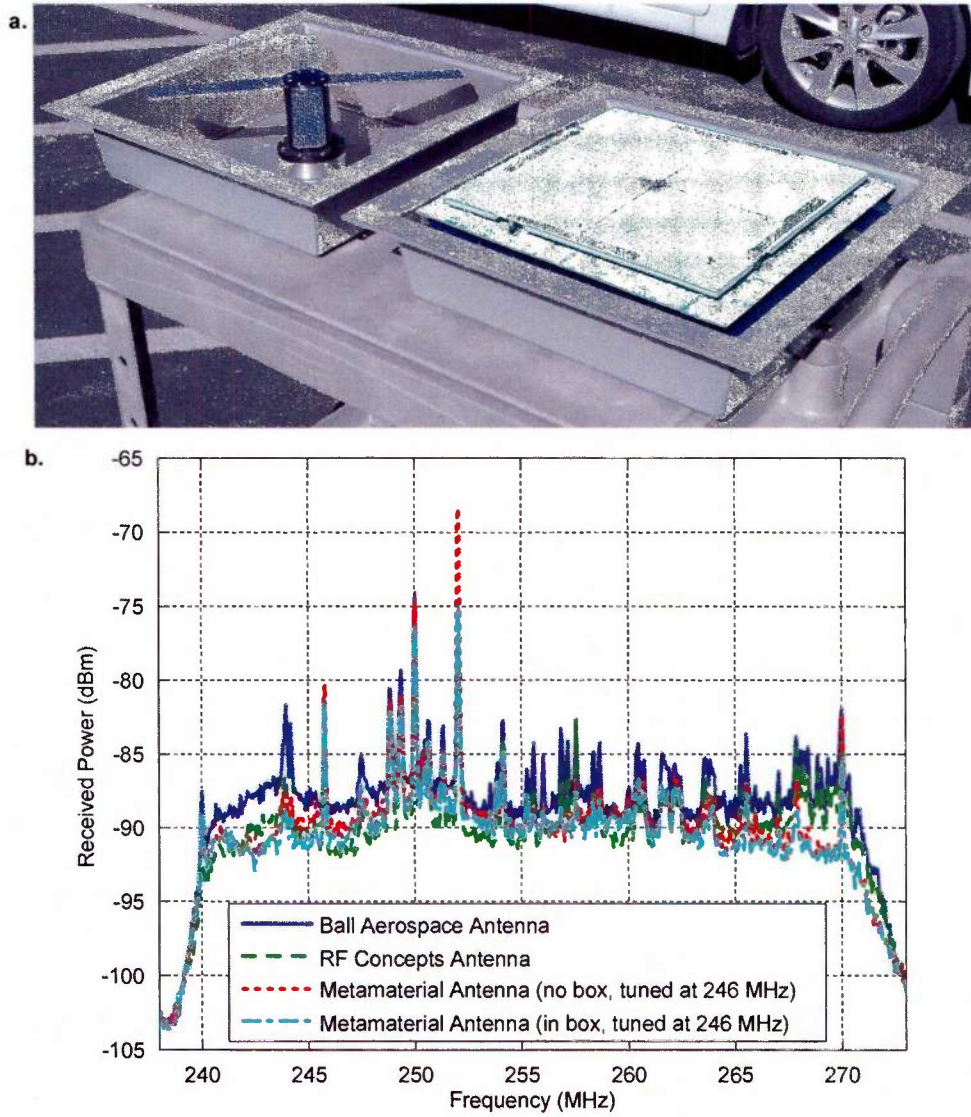 a.
b.
-65
-70
-75
-80
-85
-90
-95
-100
-105
Received Power (dBm)
Ball Aerospace Antenna
RF Concepts Antenna
Metamaterial Antenna (no box, tuned at 246 MHz)
Metamaterial Antenna (in box, tuned at 246 MHz)
240 245 250 255 260 265 270
Frequency (MHz)